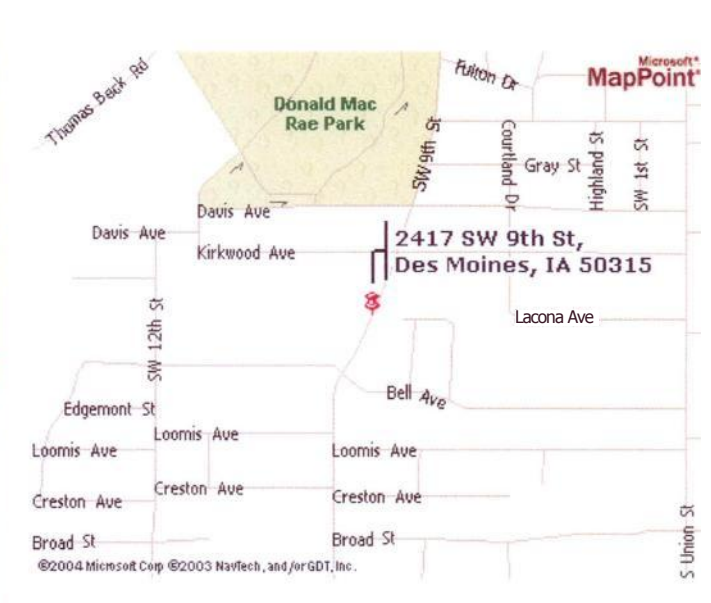 Microsoft®
MapPoint®
Thomas Beck Rd
Fulton Dr
Donald Mac
Rae Park
SW 9th St
Courtland Dr
Gray St
Highland St
SW 1st St
Davis Ave
Davis Ave
Kirkwood Ave
2417 SW 9th St,
Des Moines, IA 50315
SW 12th St
Lacona Ave
Bell Ave
Edgemont St
Loomis Ave
Loomis Ave
Loomis Ave
Creston Ave
Creston Ave
Creston Ave
Broad St
Broad St
S Union St
©2004 Microsoft Corp ©2003 NavTech, and/or GDT, Inc.